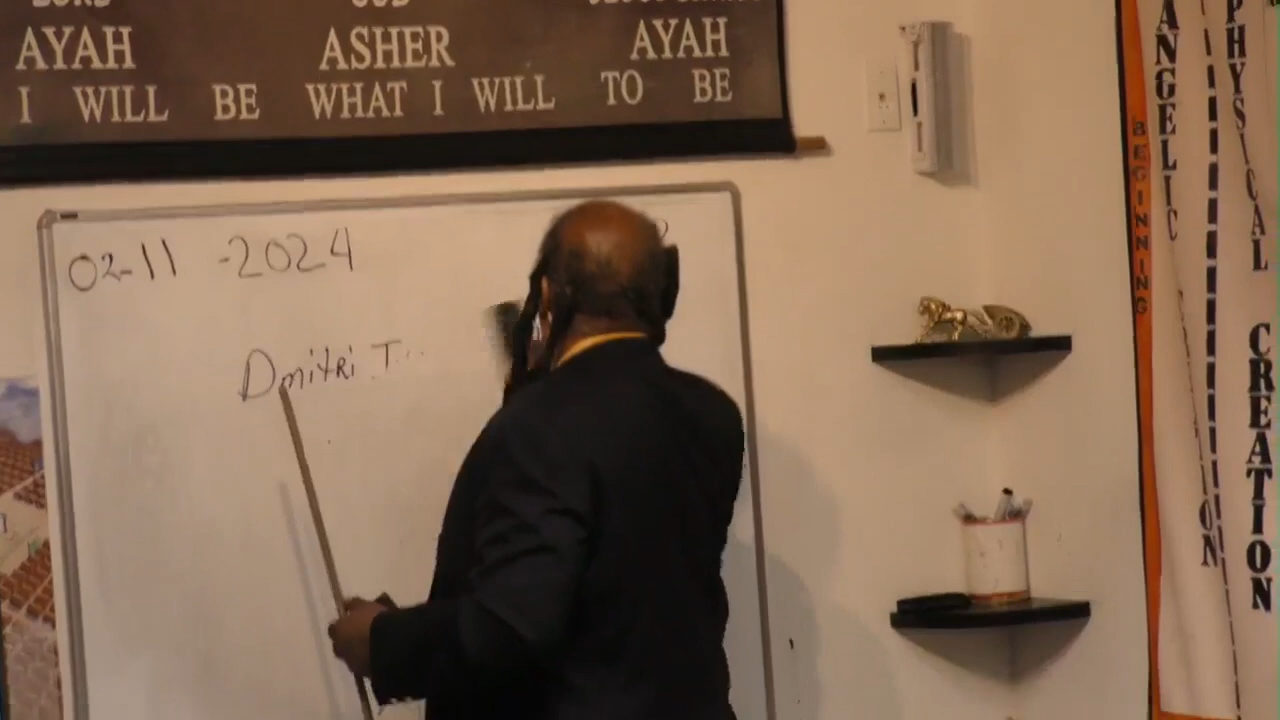 AYAH ASHER AYAH
I WILL BE WHAT I WILL TO BE
02-11 -2024
Dmitri T...
BEGINNING
ANGELIC
PHYSICAL CREATION